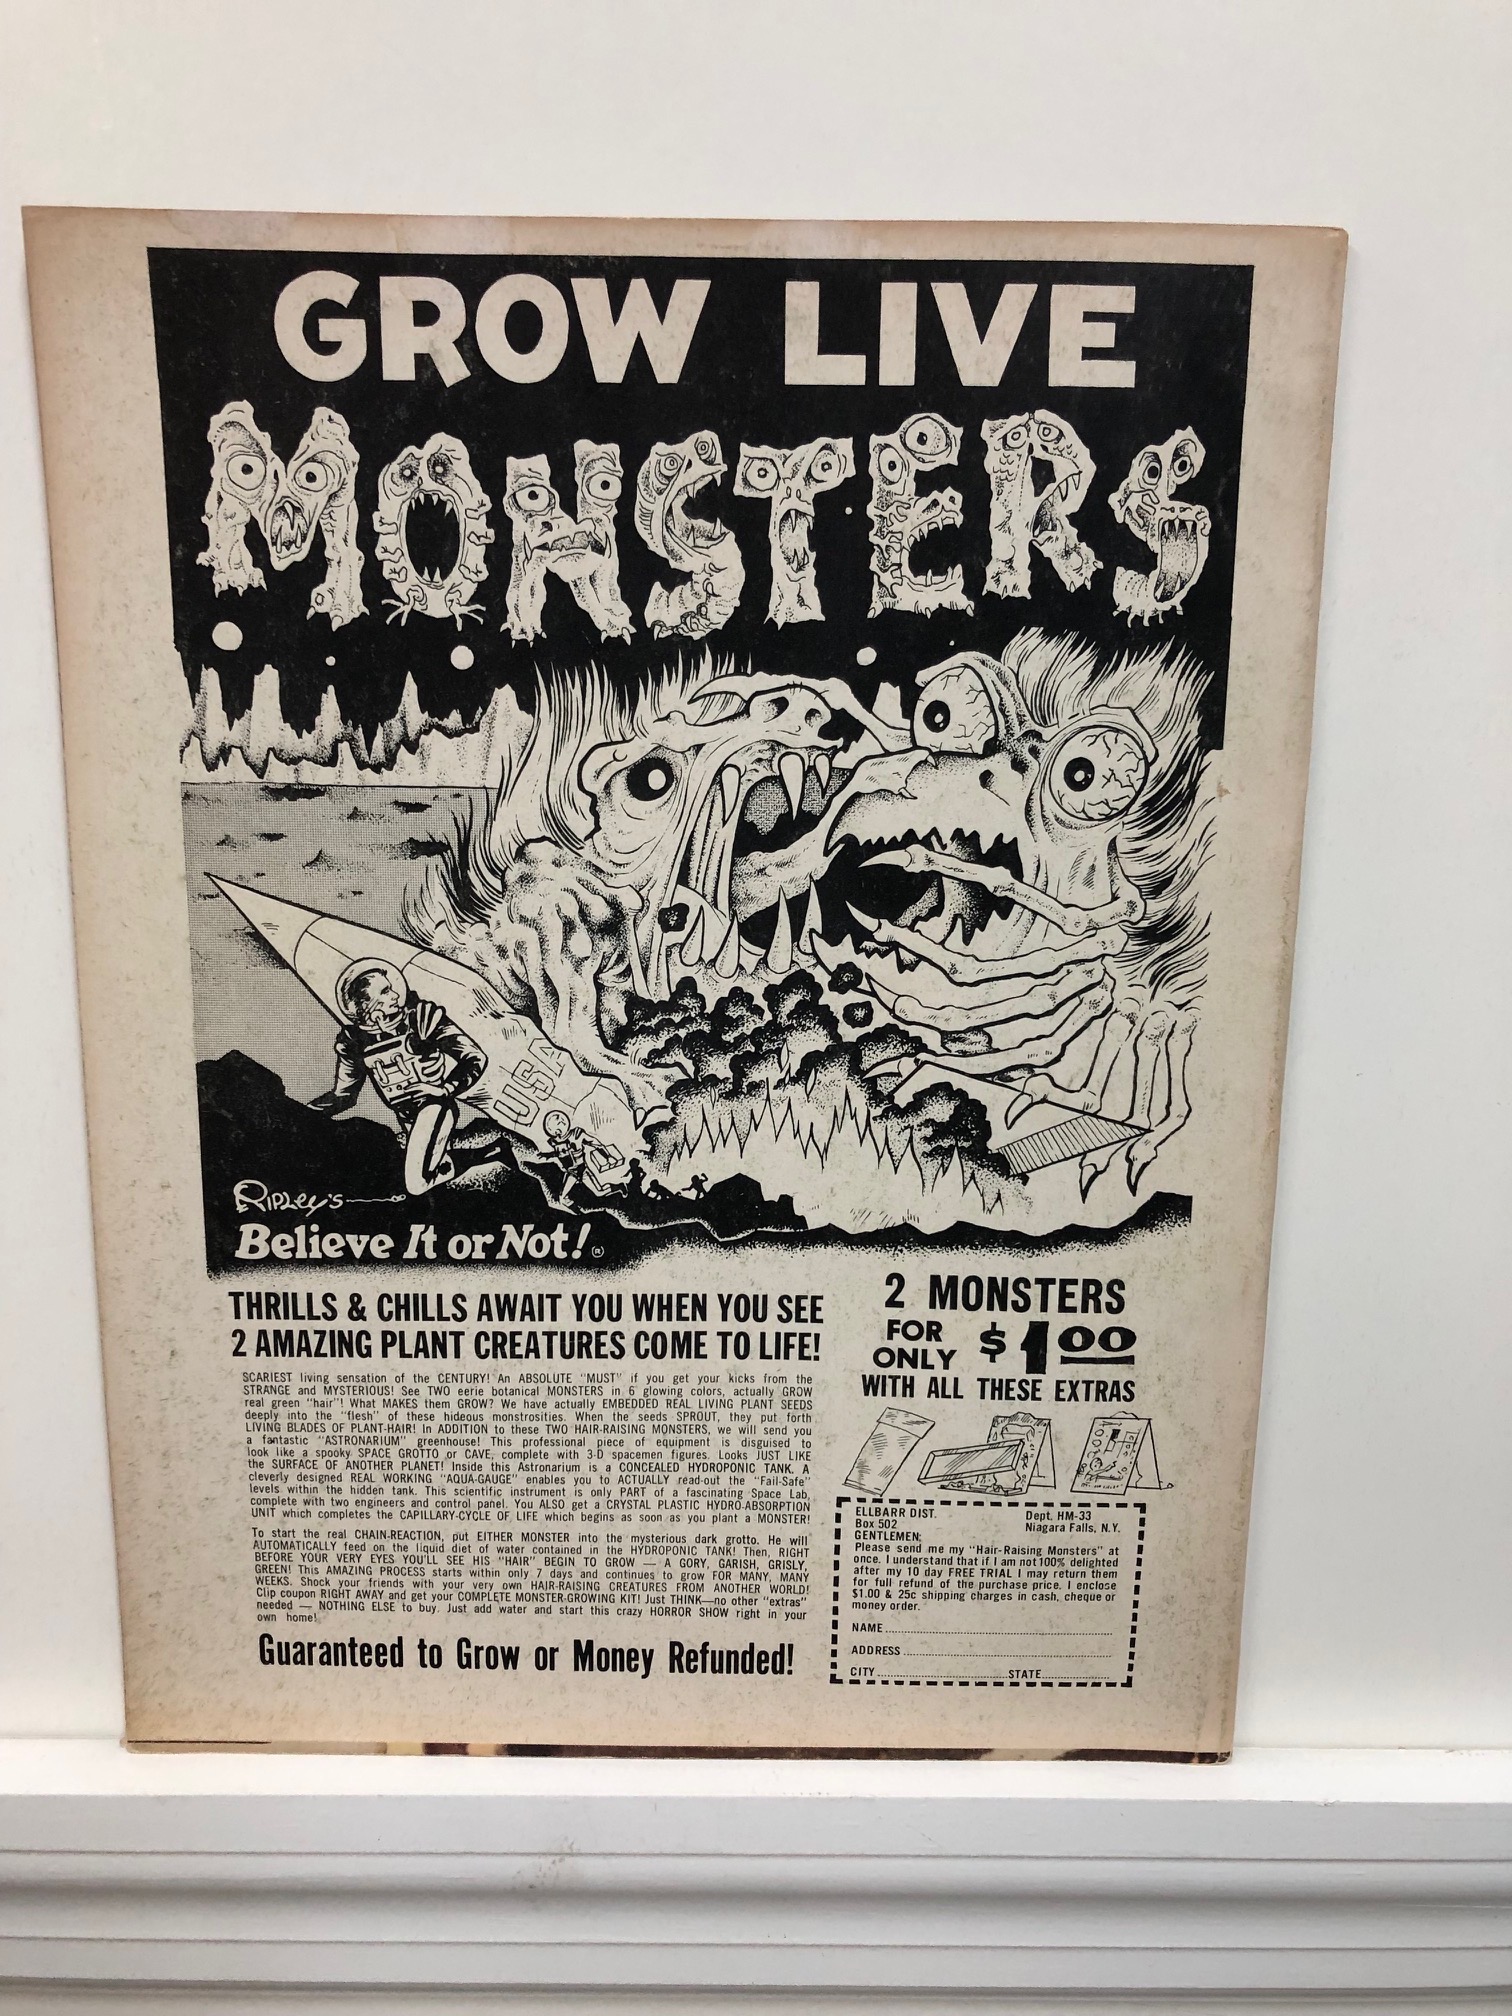 GROW LIVE
MONSTERS
USA
RIPLEY'S
Believe It or Not!®
THRILLS & CHILLS AWAIT YOU WHEN YOU SEE
2 AMAZING PLANT CREATURES COME TO LIFE!
SCARIEST living sensation of the CENTURY! An ABSOLUTE "MUST" if you get your kicks from the
STRANGE and MYSTERIOUS! See TWO eerie botanical MONSTERS in 6 glowing colors, actually GROW
real green "hair"! What MAKES them GROW? We have actually EMBEDDED REAL LIVING PLANT SEEDS
deeply into the "flesh" of these hideous monstrosities. When the seeds SPROUT, they put forth
LIVING BLADES OF PLANT-HAIR! In ADDITION to these TWO HAIR-RAISING MONSTERS, we will send you
a fantastic "ASTRONARIUM" greenhouse! This professional piece of equipment is disguised to
look like a spooky SPACE GROTTO or CAVE, complete with 3-D spacemen figures. Looks JUST LIKE
the SURFACE OF ANOTHER PLANET! Inside this Astronarium is a CONCEALED HYDROPONIC TANK. A
cleverly designed REAL WORKING "AQUA-GAUGE" enables you to ACTUALLY read-out the "Fail-Safe"
levels within the hidden tank. This scientific instrument is only PART of a fascinating Space Lab,
complete with two engineers and control panel. You ALSO get a CRYSTAL PLASTIC HYDRO-ABSORPTION
UNIT which completes the CAPILLARY-CYCLE OF LIFE which begins as soon as you plant a MONSTER!
To start the real CHAIN-REACTION, put EITHER MONSTER into the mysterious dark grotto. He will
AUTOMATICALLY feed on the liquid diet of water contained in the HYDROPONIC TANK! Then, RIGHT
BEFORE YOUR VERY EYES YOU'LL SEE HIS "HAIR" BEGIN TO GROW — A GORY, GARISH, GRISLY,
GREEN! This AMAZING PROCESS starts within only 7 days and continues to grow FOR MANY, MANY
WEEKS. Shock your friends with your very own HAIR-RAISING CREATURES FROM ANOTHER WORLD!
Clip coupon RIGHT AWAY and get your COMPLETE MONSTER-GROWING KIT! Just THINK—no other "extras"
needed — NOTHING ELSE to buy. Just add water and start this crazy HORROR SHOW right in your
own home!
Guaranteed to Grow or Money Refunded!
2 MONSTERS
FOR
ONLY $1.00
WITH ALL THESE EXTRAS
ELLBARR DIST. Dept. HM-33
Box 502 Niagara Falls, N.Y.
GENTLEMEN:
Please send me my "Hair-Raising Monsters" at
once. I understand that if I am not 100% delighted
after my 10 day FREE TRIAL I may return them
for full refund of the purchase price. I enclose
$1.00 & 25c shipping charges in cash, cheque or
money order.
NAME
ADDRESS
CITY STATE